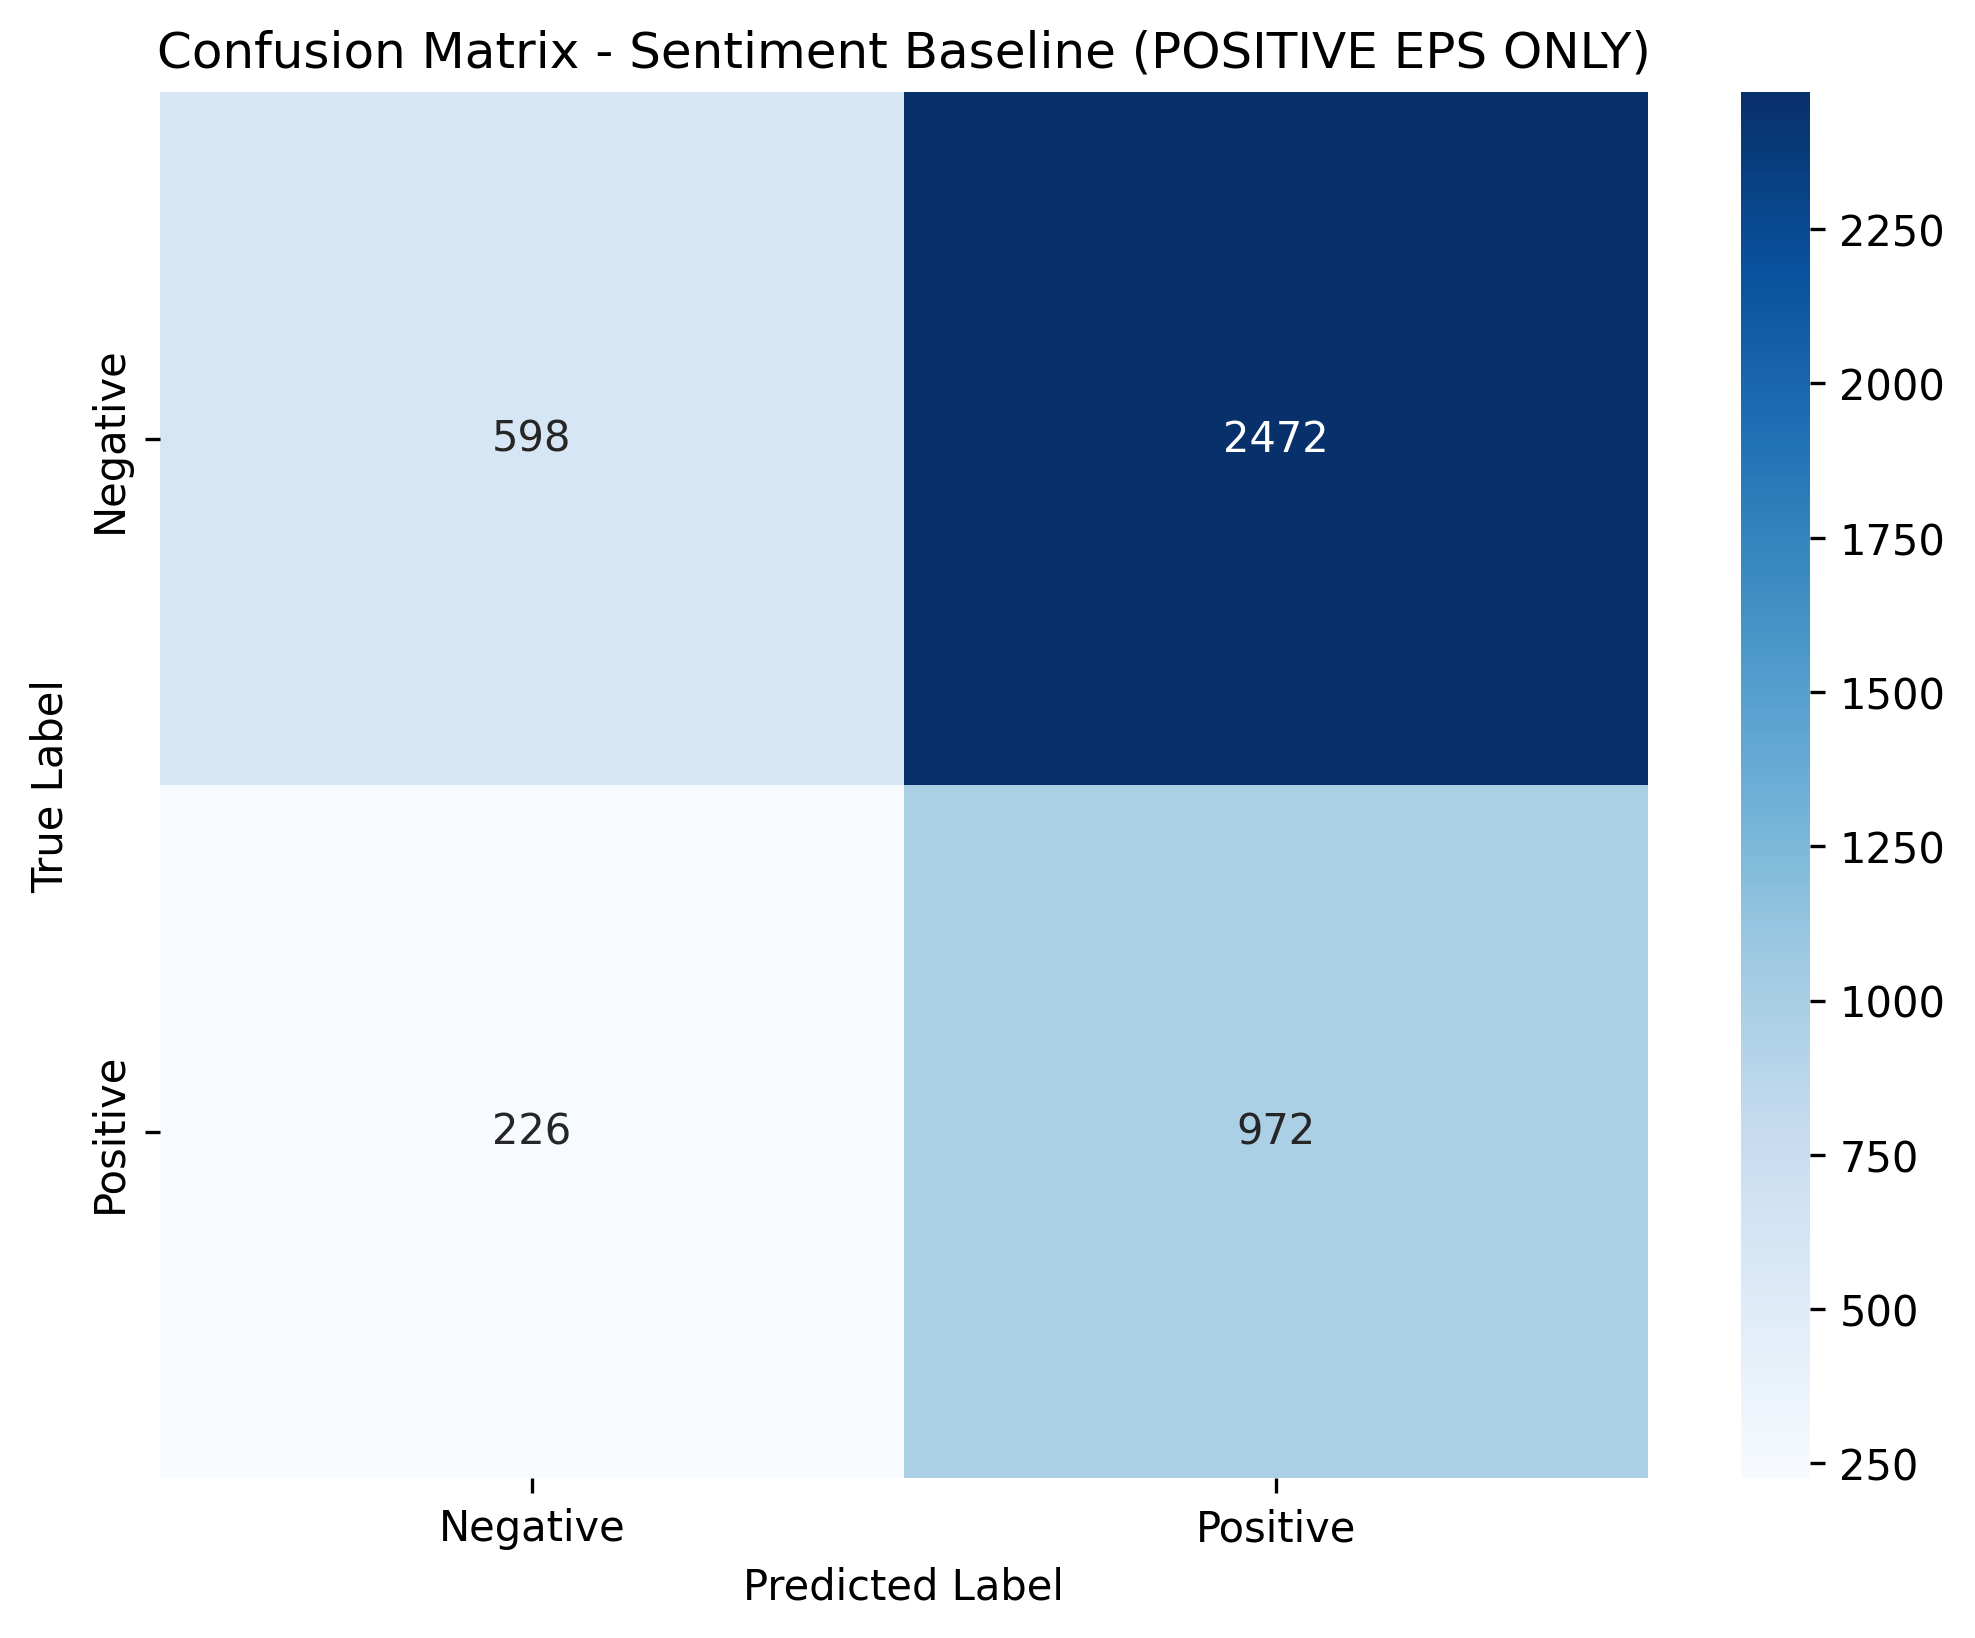 Confusion Matrix - Sentiment Baseline (POSITIVE EPS ONLY)
True Label
Negative
Positive
598
2472
226
972
Negative
Positive
Predicted Label
2250
2000
1750
1500
1250
1000
750
500
250